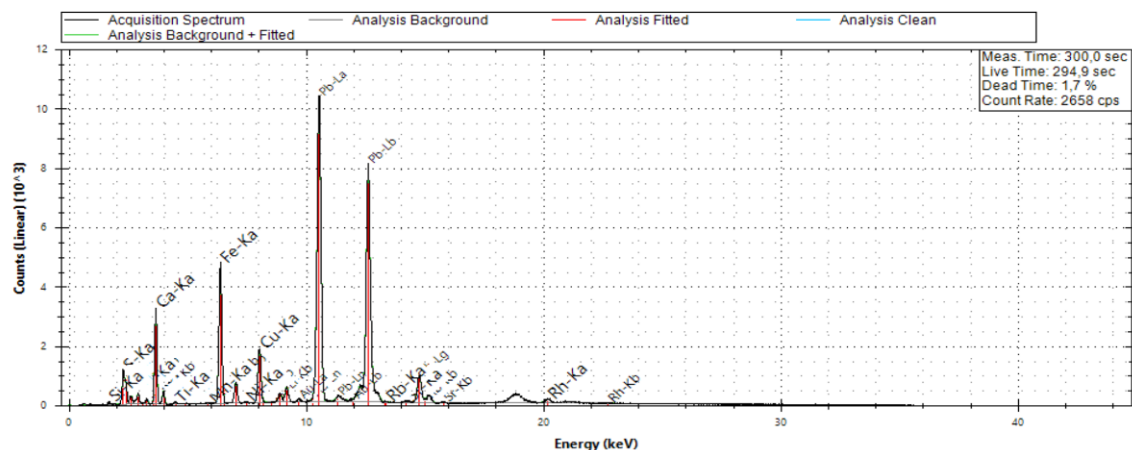 Acquisition Spectrum Analysis Background Analysis Fitted Analysis Clean
Analysis Background + Fitted
Meas. Time: 300,0 sec
Live Time: 294,9 sec
Dead Time: 1,7 %
Count Rate: 2658 cps
Counts (Linear) (10^3)
12
10
8
6
4
2
0
Pb-La
Pb-Lb
Fe-Ka
Ca-Ka
Cu-Ka
S-Ka
Ti-Ka
Rb-Ka
Sr-Kb
Rh-Ka
Rh-Kb
0 10 20 30 40
Energy (keV)